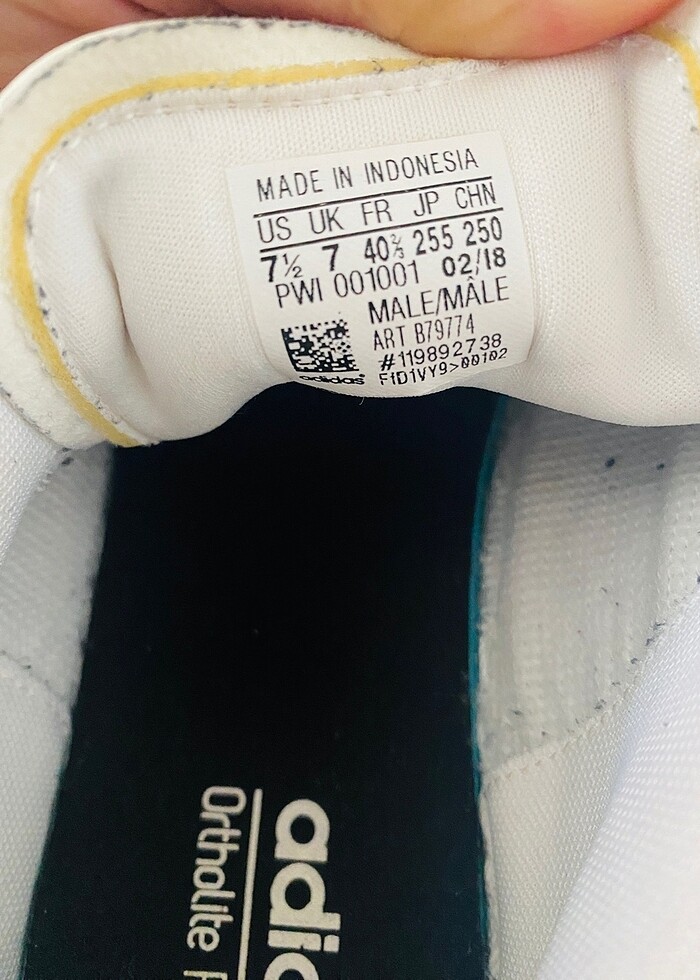 MADE IN INDONESIA
US UK FR JP CHN
7½ 7 40⅔ 255 250
PWI 001001 02/18
MALE/MÂLE
ART B79774
#119892738
F1D1VY9>00102
adidas
adid
Ortholite